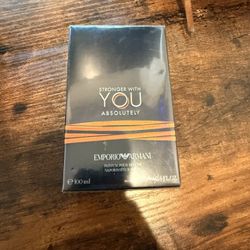 STRONGER WITH
YOU
ABSOLUTELY
EMPORIO ARMANI
100 ml